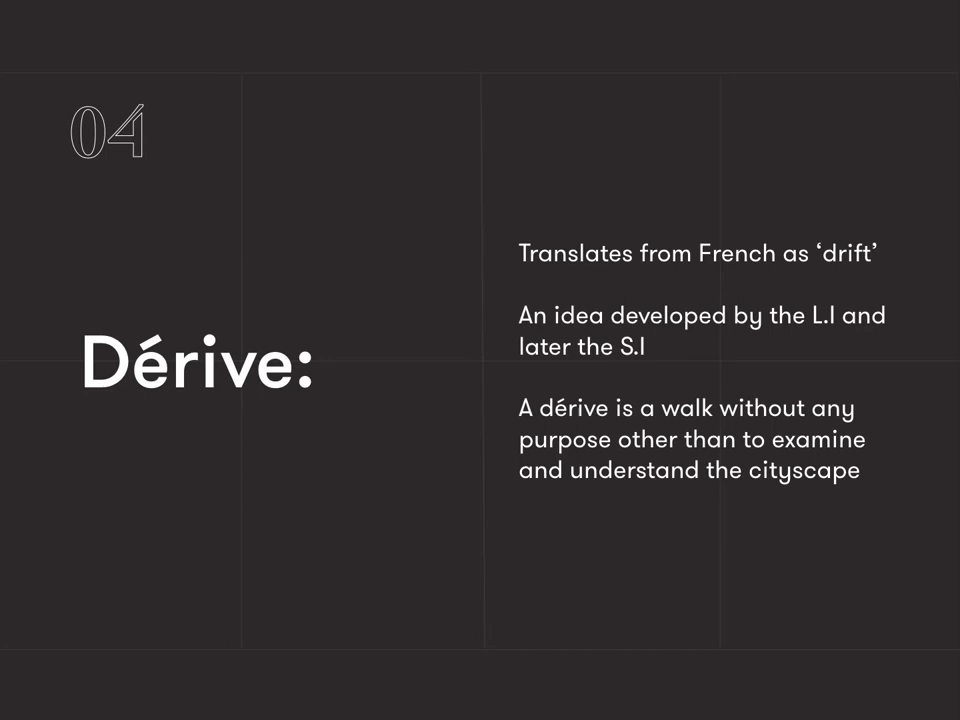 04
Dérive:
Translates from French as ‘drift’
An idea developed by the L.I and
later the S.I
A dérive is a walk without any
purpose other than to examine
and understand the cityscape